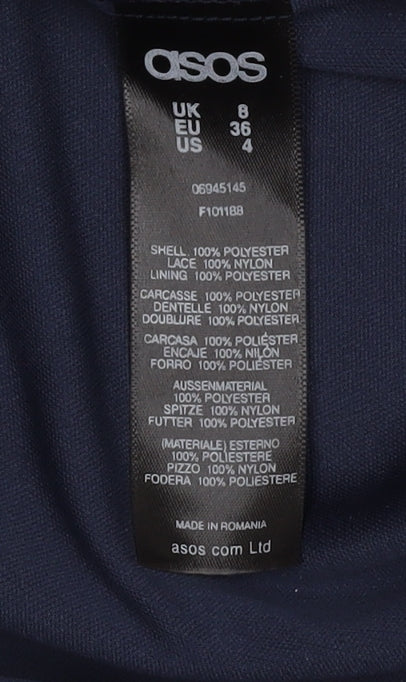 asos
UK 8
EU 36
US 4
06945145
F101188
SHELL 100% POLYESTER
LACE 100% NYLON
LINING 100% POLYESTER
CARCASSE 100% POLYESTER
DENTELLE 100% NYLON
DOUBLURE 100% POLYESTER
CARCASA 100% POLIÉSTER
ENCAJE 100% NILÓN
FORRO 100% POLIÉSTER
AUSSENMATERIAL
100% POLYESTER
SPITZE 100% NYLON
FUTTER 100% POLYESTER
(MATERIALE) ESTERNO
100% POLIESTERE
PIZZO 100% NYLON
FODERA 100% POLIESTERE
MADE IN ROMANIA
asos com Ltd